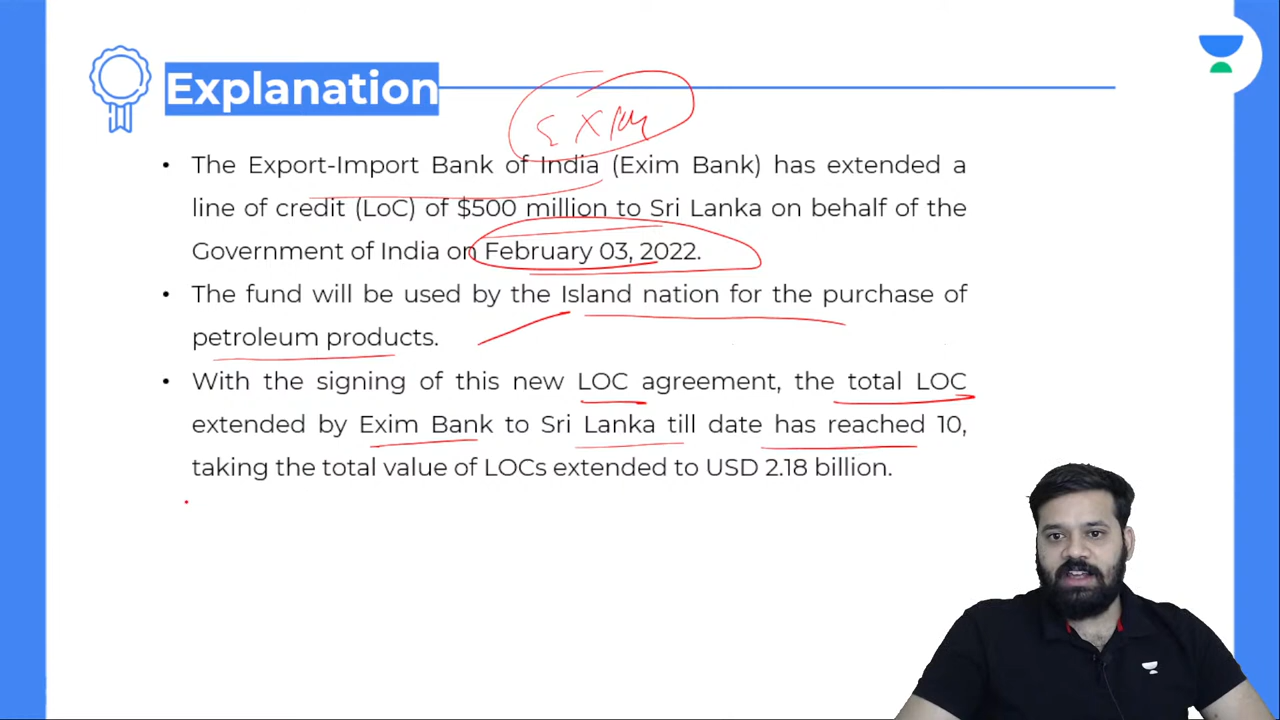 Explanation
The Export-Import Bank of India (Exim Bank) has extended a
line of credit (LoC) of $500 million to Sri Lanka on behalf of the
Government of India on February 03, 2022.
The fund will be used by the Island nation for the purchase of
petroleum products.
With the signing of this new LOC agreement, the total LOC
extended by Exim Bank to Sri Lanka till date has reached 10,
taking the total value of LOCs extended to USD 2.18 billion.